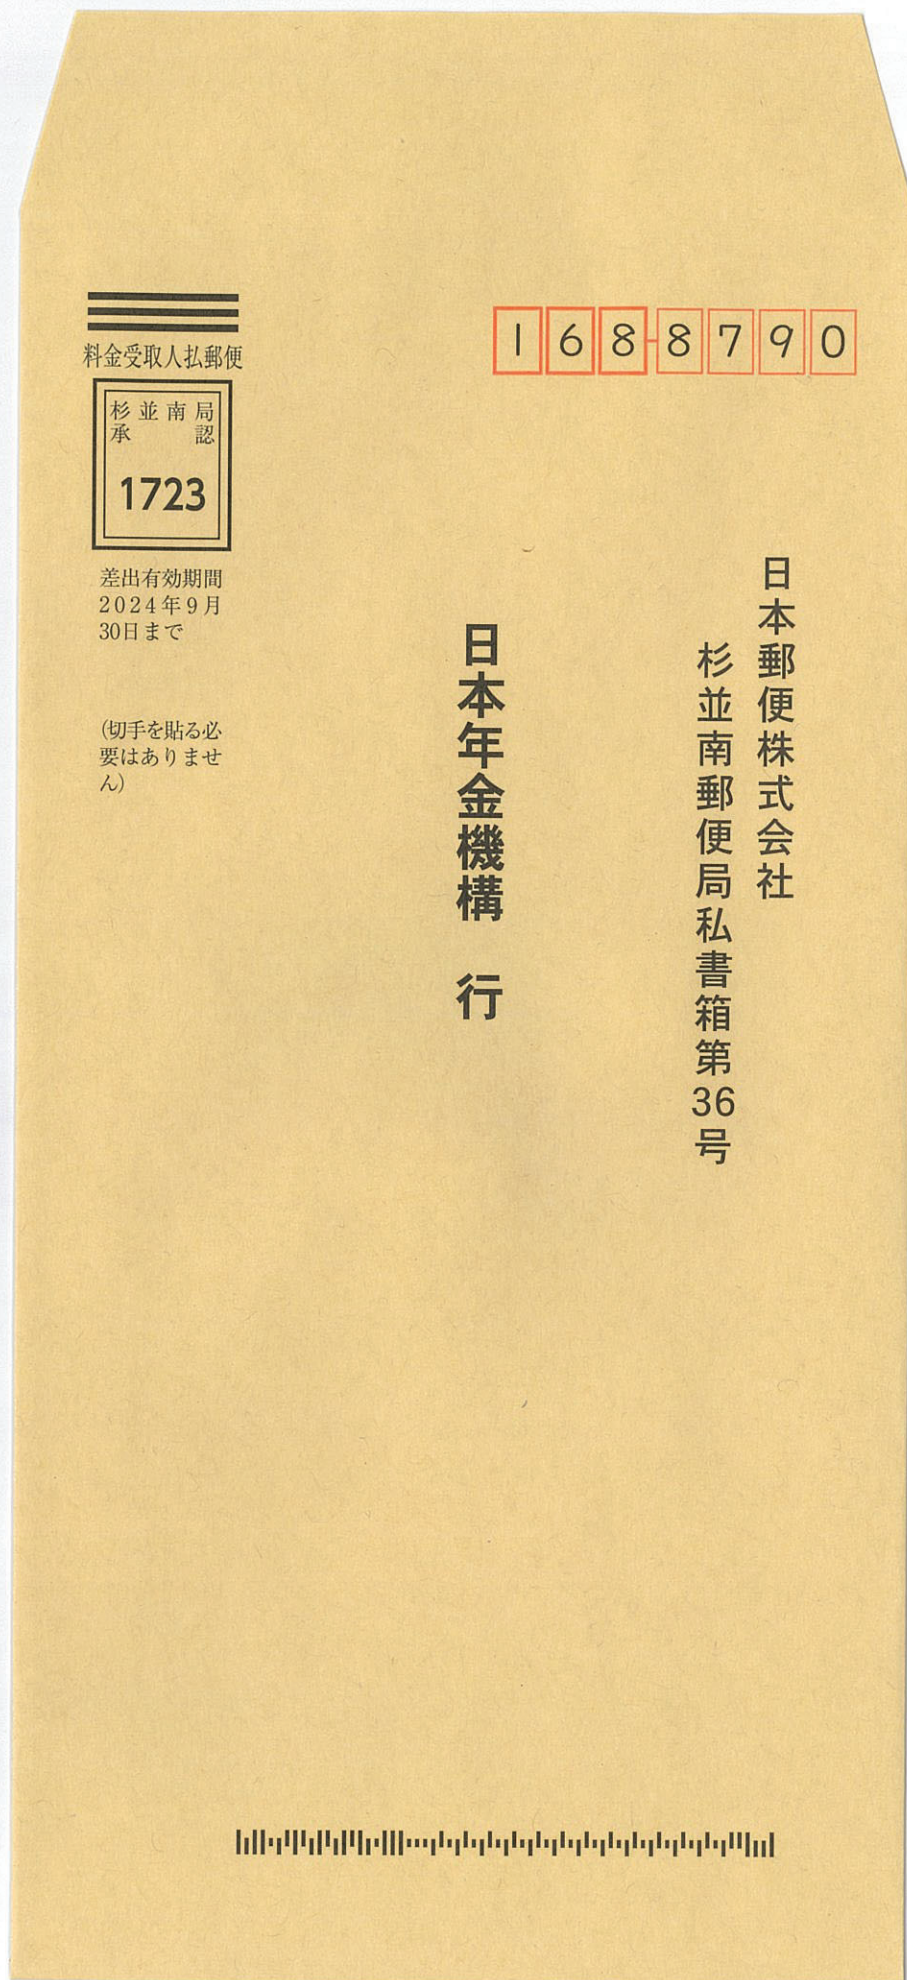 料金受取人払郵便
杉並南局
承認
1723
差出有効期間
2024年9月
30日まで
(切手を貼る必
要はありませ
ん)
168-8790
日本郵便株式会社
杉並南郵便局私書箱第36号
日本年金機構 行